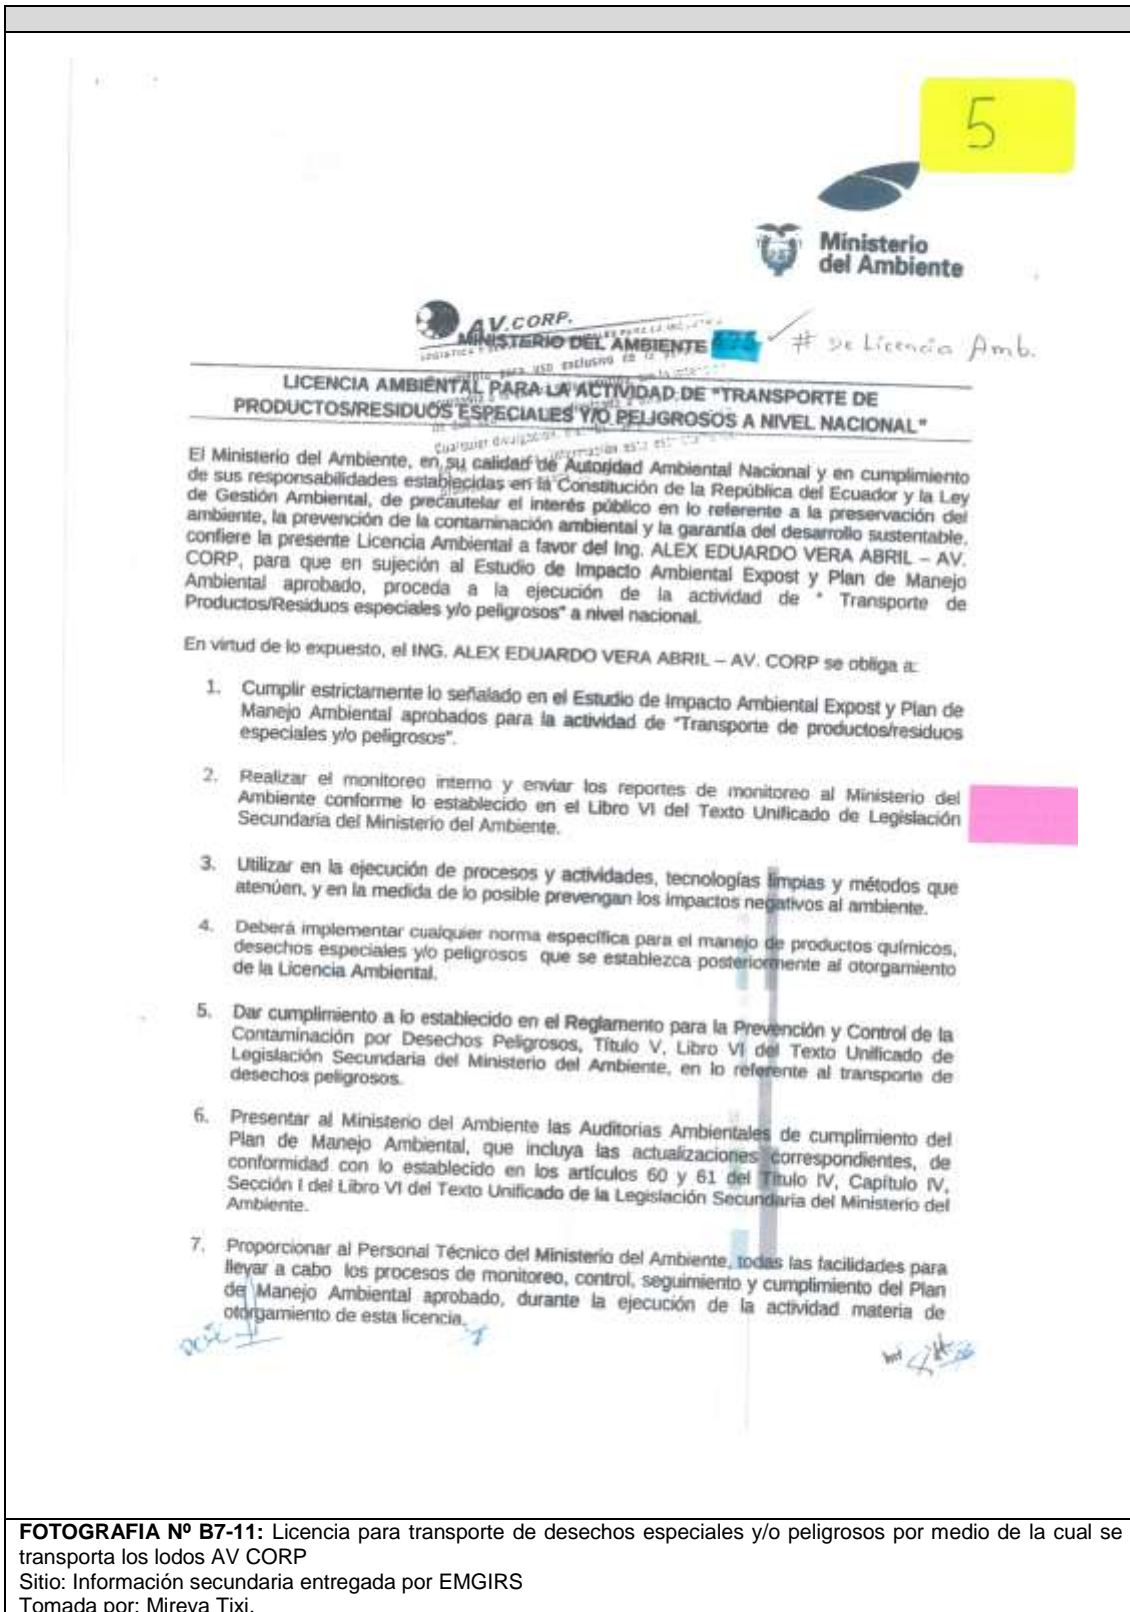 5
Ministerio
del Ambiente
AV.CORP.
MINISTERIO DEL AMBIENTE
# De Licencia Amb.
LICENCIA AMBIENTAL PARA LA ACTIVIDAD DE "TRANSPORTE DE
PRODUCTOS/RESIDUOS ESPECIALES Y/O PELIGROSOS A NIVEL NACIONAL"
El Ministerio del Ambiente, en su calidad de Autoridad Ambiental Nacional y en cumplimiento
de sus responsabilidades establecidas en la Constitución de la República del Ecuador y la Ley
de Gestión Ambiental, de precautelar el interés público en lo referente a la preservación del
ambiente, la prevención de la contaminación ambiental y la garantía del desarrollo sustentable,
confiere la presente Licencia Ambiental a favor del Ing. ALEX EDUARDO VERA ABRIL – AV.
CORP, para que en sujeción al Estudio de Impacto Ambiental Expost y Plan de Manejo
Ambiental aprobado, proceda a la ejecución de la actividad de " Transporte de
Productos/Residuos especiales y/o peligrosos" a nivel nacional.
En virtud de lo expuesto, el ING. ALEX EDUARDO VERA ABRIL – AV. CORP se obliga a:
1. Cumplir estrictamente lo señalado en el Estudio de Impacto Ambiental Expost y Plan de
Manejo Ambiental aprobados para la actividad de "Transporte de productos/residuos
especiales y/o peligrosos".
2. Realizar el monitoreo interno y enviar los reportes de monitoreo al Ministerio del
Ambiente conforme lo establecido en el Libro VI del Texto Unificado de Legislación
Secundaria del Ministerio del Ambiente.
3. Utilizar en la ejecución de procesos y actividades, tecnologías limpias y métodos que
atenúen, y en la medida de lo posible prevengan los impactos negativos al ambiente.
4. Deberá implementar cualquier norma específica para el manejo de productos químicos,
desechos especiales y/o peligrosos que se establezca posteriormente al otorgamiento
de la Licencia Ambiental.
5. Dar cumplimiento a lo establecido en el Reglamento para la Prevención y Control de la
Contaminación por Desechos Peligrosos, Título V, Libro VI del Texto Unificado de
Legislación Secundaria del Ministerio del Ambiente, en lo referente al transporte de
desechos peligrosos.
6. Presentar al Ministerio del Ambiente las Auditorias Ambientales de cumplimiento del
Plan de Manejo Ambiental, que incluya las actualizaciones correspondientes, de
conformidad con lo establecido en los artículos 60 y 61 del Título IV, Capítulo IV,
Sección I del Libro VI del Texto Unificado de la Legislación Secundaria del Ministerio del
Ambiente.
7. Proporcionar al Personal Técnico del Ministerio del Ambiente, todas las facilidades para
llevar a cabo los procesos de monitoreo, control, seguimiento y cumplimiento del Plan
de Manejo Ambiental aprobado, durante la ejecución de la actividad materia de
otorgamiento de esta licencia.
FOTOGRAFIA Nº B7-11: Licencia para transporte de desechos especiales y/o peligrosos por medio de la cual se
transporta los lodos AV CORP
Sitio: Información secundaria entregada por EMGIRS
Tomada por: Mireya Tixi.